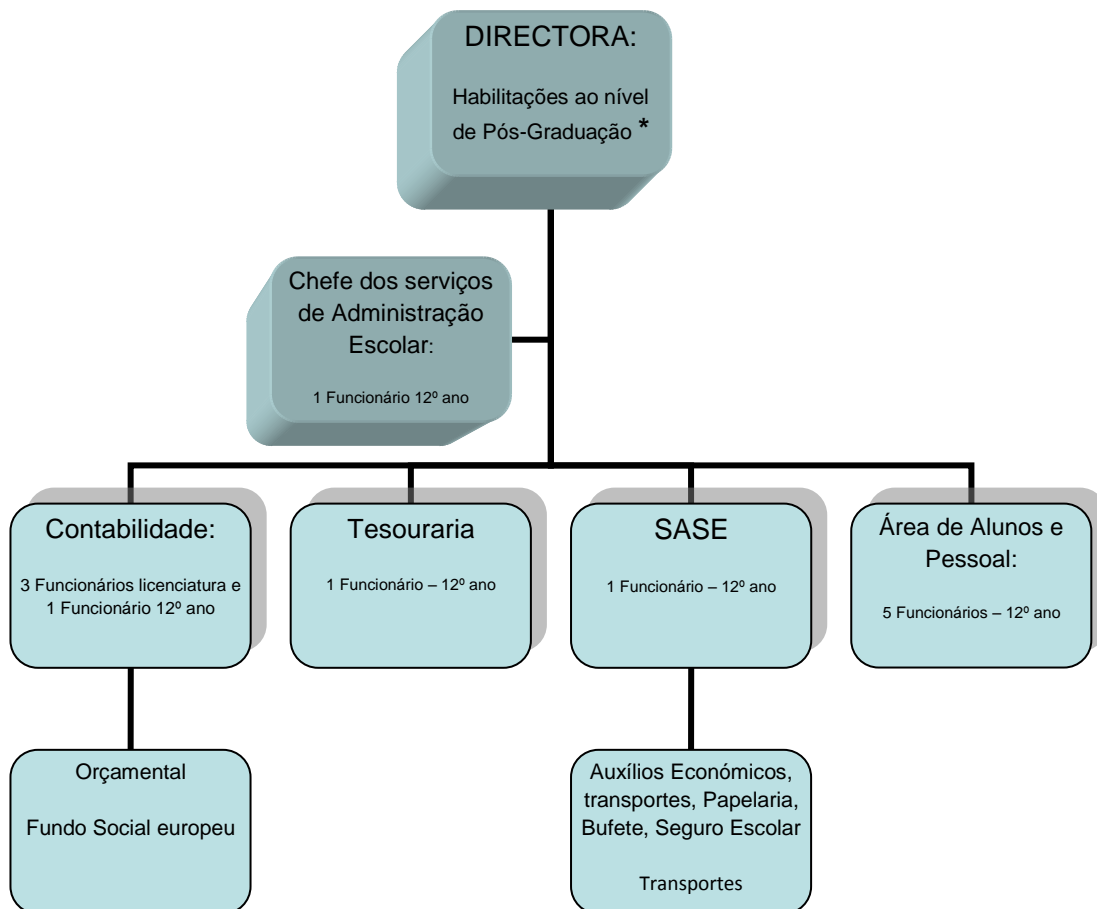 DIRECTORA:
Habilitações ao nível
de Pós-Graduação *
Chefe dos serviços
de Administração
Escolar:
1 Funcionário 12º ano
Contabilidade:
3 Funcionários licenciatura e
1 Funcionário 12º ano
Tesouraria
1 Funcionário – 12º ano
SASE
1 Funcionário – 12º ano
Área de Alunos e
Pessoal:
5 Funcionários – 12º ano
Orçamental
Fundo Social europeu
Auxílios Económicos,
transportes, Papelaria,
Bufete, Seguro Escolar
Transportes